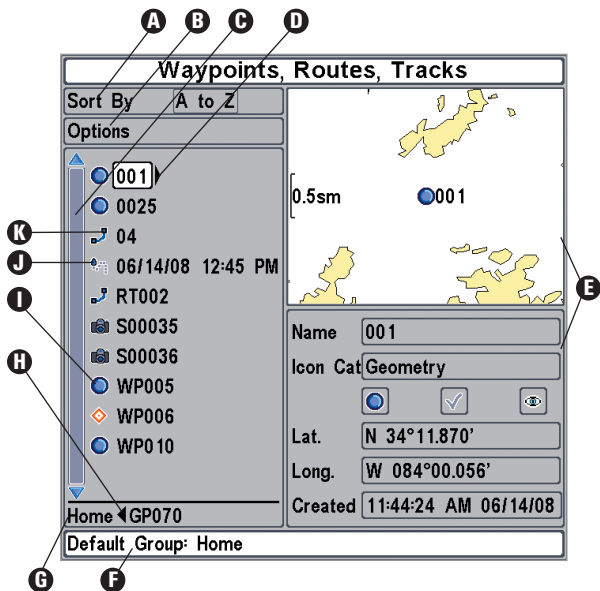 A B C D
Waypoints, Routes, Tracks
Sort By A to Z
Options
001
0025
04
06/14/08 12:45 PM
RT002
S00035
S00036
WP005
WP006
WP010
Home GP070
Default Group: Home
0.5sm
001
Name 001
Icon Cat Geometry
Lat. N 34°11.870'
Long. W 084°00.056'
Created 11:44:24 AM 06/14/08
K
J
I
H
G
F
E